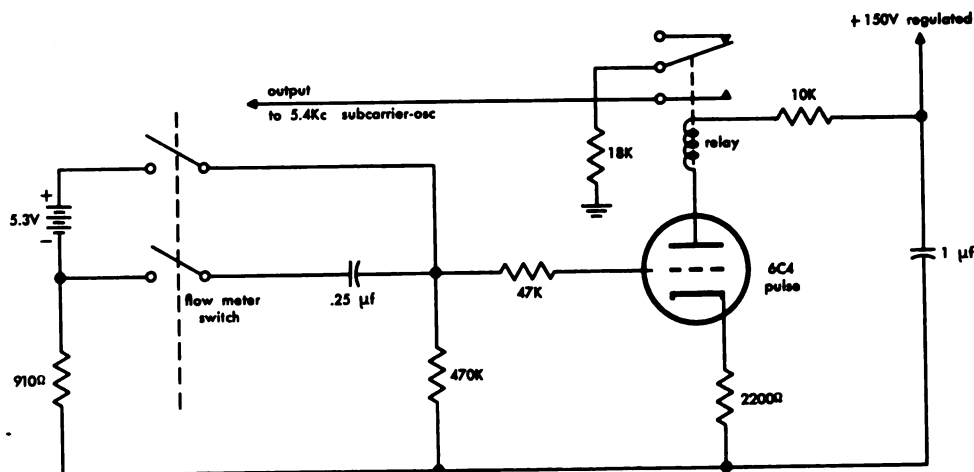 + 150V regulated
output
to 5.4Kc subcarrier-osc
10K
relay
18K
+
5.3V
-
flow meter
switch
.25 μf
47K
6C4
pulse
1 μf
910Ω
470K
2200Ω